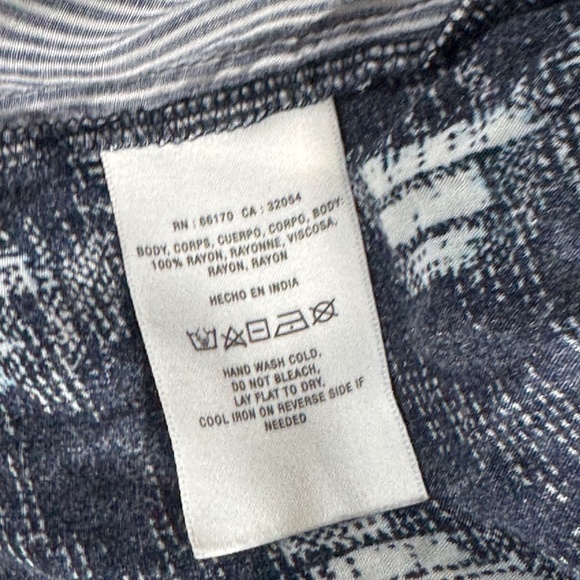 RN : 66170 CA : 32054
BODY, CORPS, CUERPO, CORPO, BODY:
100% RAYON, RAYONNE, VISCOSA,
RAYON, RAYON
HECHO EN INDIA
HAND WASH COLD.
DO NOT BLEACH.
LAY FLAT TO DRY.
COOL IRON ON REVERSE SIDE IF
NEEDED